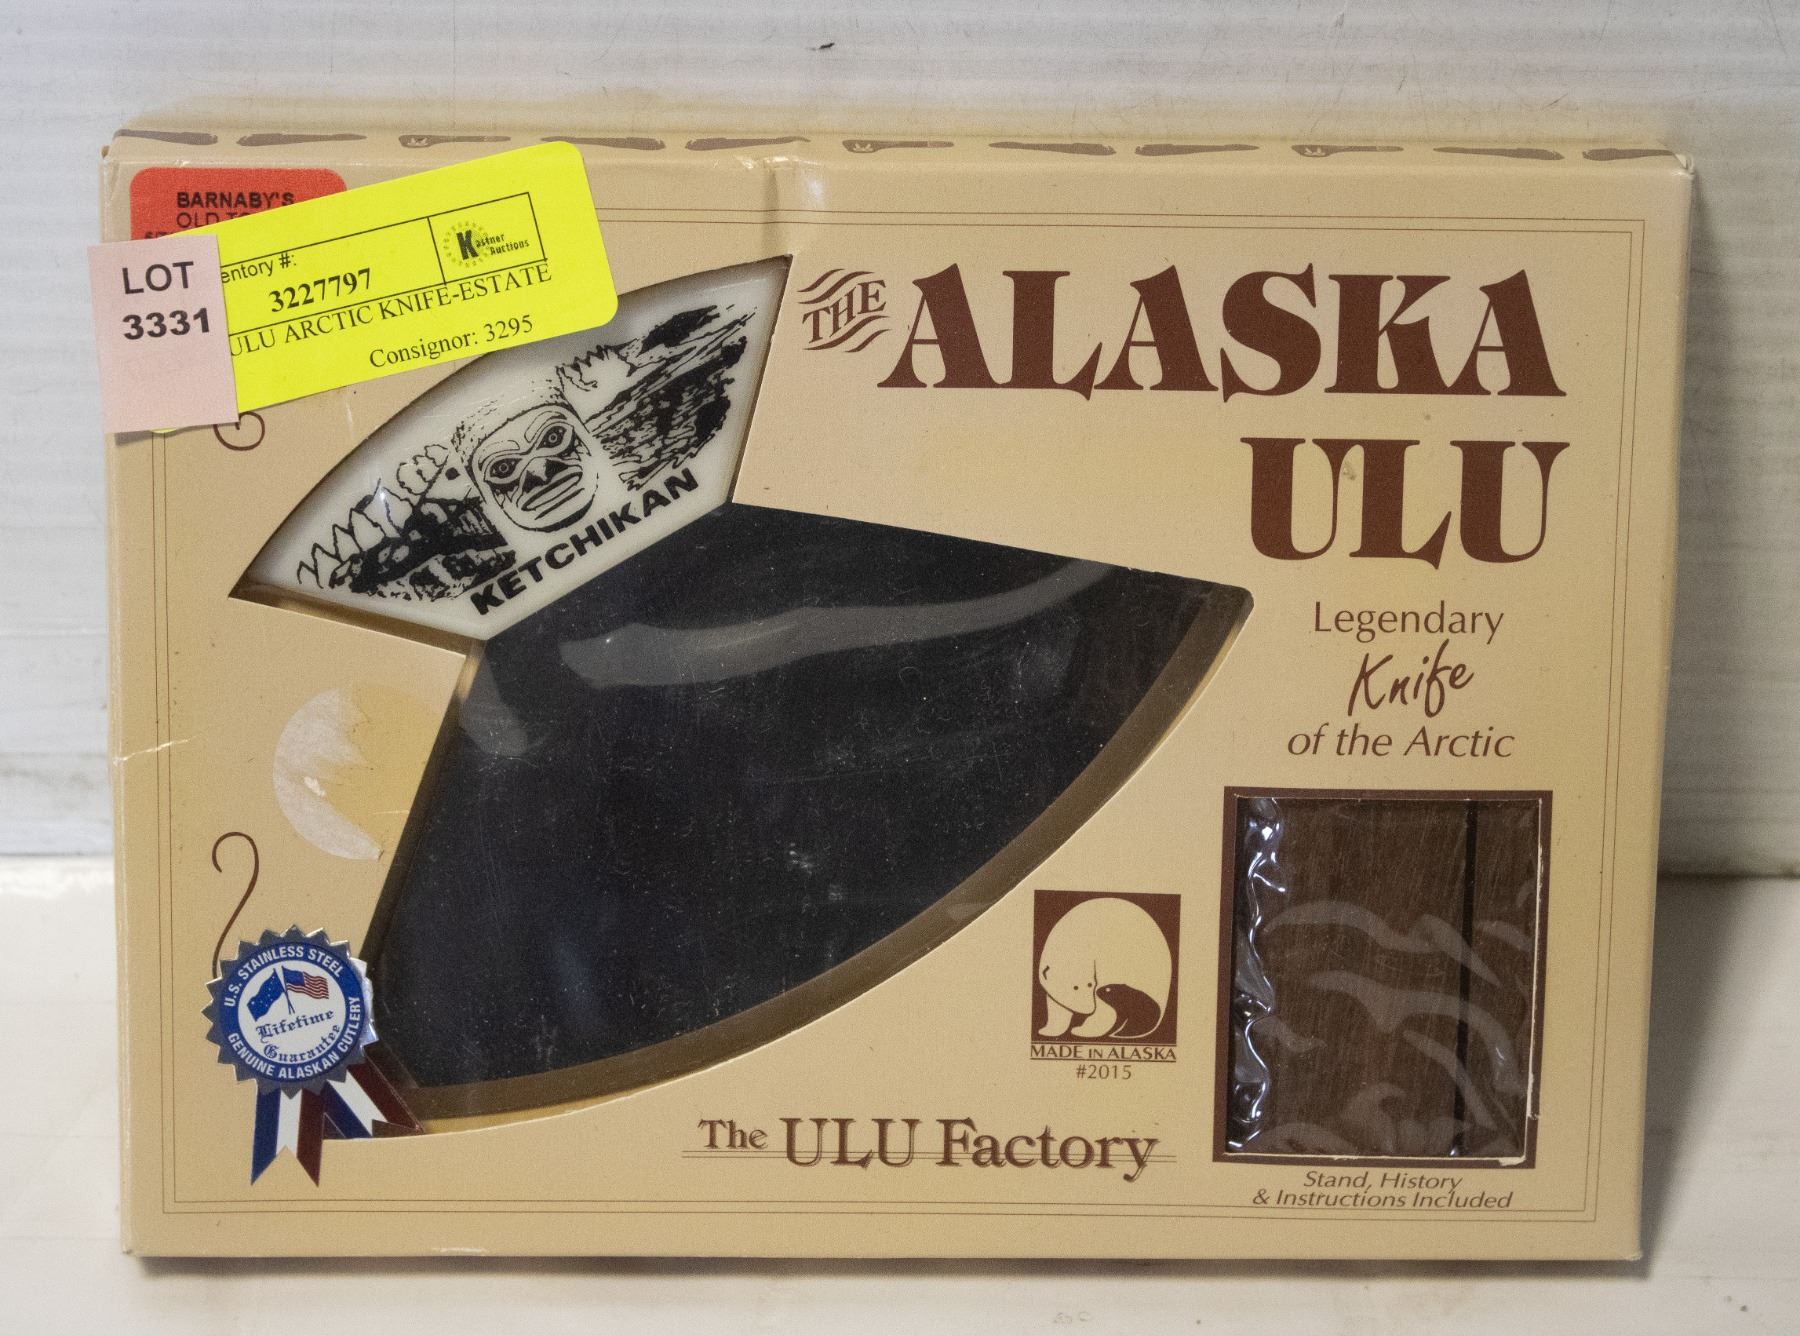 BARNABY'S
OLD
LOT
3331
entory #:
3227797
Kastner
Auctions
ULU ARCTIC KNIFE-ESTATE
Consignor: 3295
THE ALASKA
ULU
Legendary
Knife
of the Arctic
KETCHIKAN
U.S. STAINLESS STEEL
Lifetime
Guarantee
GENUINE ALASKAN CUTLERY
MADE IN ALASKA
#2015
The ULU Factory
Stand, History
& Instructions Included